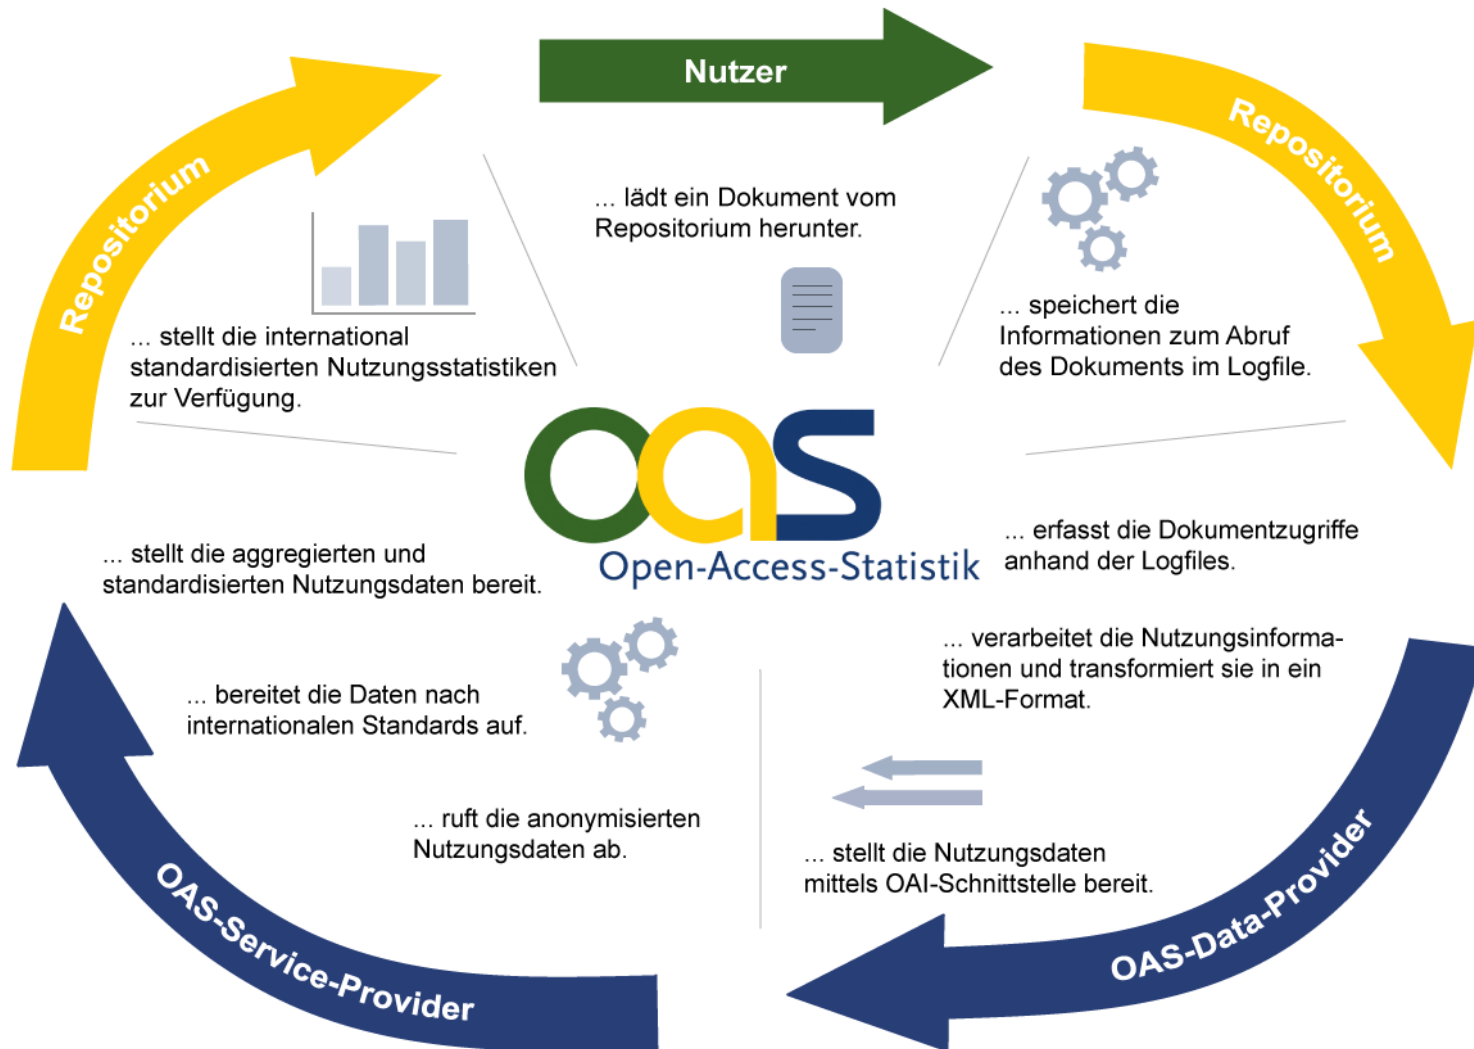 Nutzer
... lädt ein Dokument vom
Repositorium herunter.
Repositorium
... speichert die
Informationen zum Abruf
des Dokuments im Logfile.
... erfasst die Dokumentzugriffe
anhand der Logfiles.
... verarbeitet die Nutzungsinforma-
tionen und transformiert sie in ein
XML-Format.
... stellt die Nutzungsdaten
mittels OAI-Schnittstelle bereit.
OAS-Data-Provider
... ruft die anonymisierten
Nutzungsdaten ab.
... bereitet die Daten nach
internationalen Standards auf.
... stellt die aggregierten und
standardisierten Nutzungsdaten bereit.
OAS-Service-Provider
Repositorium
... stellt die international
standardisierten Nutzungsstatistiken
zur Verfügung.
oas
Open-Access-Statistik